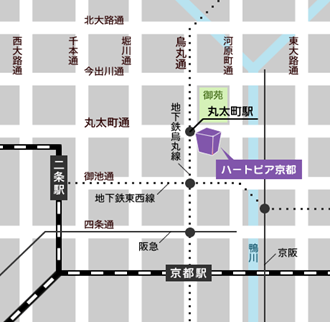 北大路通
西大路通
千本通
堀川通
烏丸通
河原町通
東大路通
今出川通
御苑
丸太町駅
丸太町通
地下鉄烏丸線
ハートピア京都
二条駅
御池通
地下鉄東西線
四条通
阪急
鴨川
京阪
京都駅